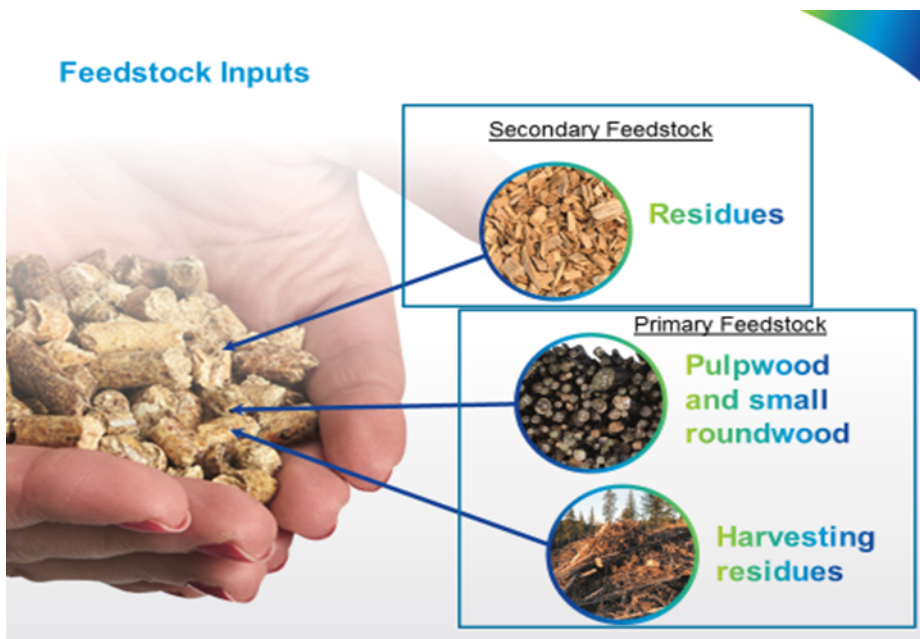 Feedstock Inputs
Secondary Feedstock
Residues
Primary Feedstock
Pulpwood
and small
roundwood
Harvesting
residues